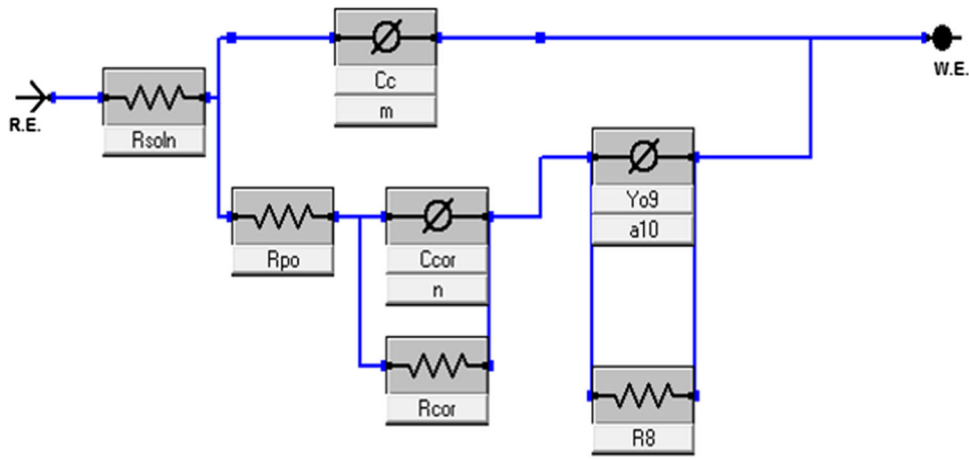 Cc
m
W.E.
R.E.
Rsoln
Yo9
a10
Rpo
Ccor
n
Rcor
R8